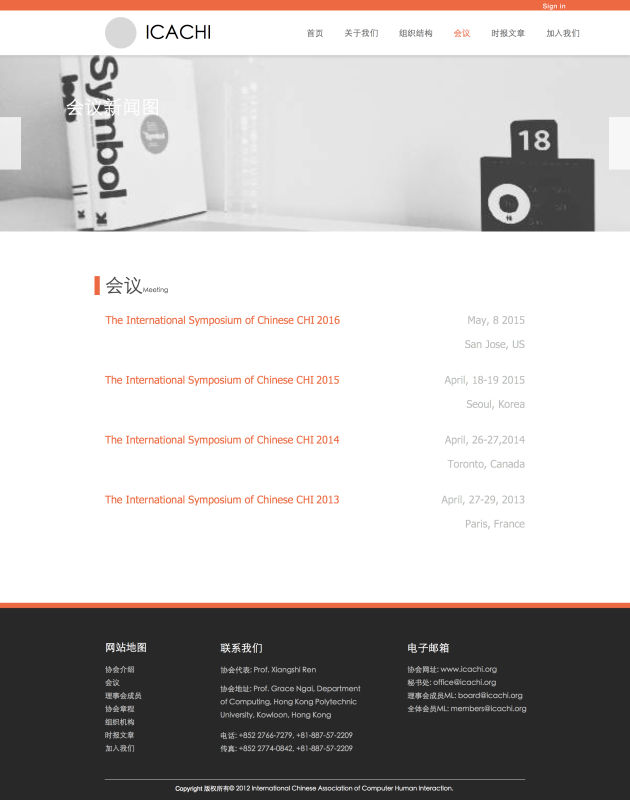 Sign in
ICACHI
首页 关于我们 组织结构 会议 时报文章 加入我们
会议新闻图
Symbol
18
会议Meeting
The International Symposium of Chinese CHI 2016 May, 8 2015
San Jose, US
The International Symposium of Chinese CHI 2015 April, 18-19 2015
Seoul, Korea
The International Symposium of Chinese CHI 2014 April, 26-27,2014
Toronto, Canada
The International Symposium of Chinese CHI 2013 April, 27-29, 2013
Paris, France
网站地图
协会介绍
会议
理事会成员
协会章程
组织机构
时报文章
加入我们
联系我们
协会代表: Prof. Xiangshi Ren
协会地址: Prof. Grace Ngai, Department
of Computing, Hong Kong Polytechnic
University, Kowloon, Hong Kong
电话: +852 2766-7279, +81-887-57-2209
传真: +852 2774-0842, +81-887-57-2209
电子邮箱
协会网址: www.icachi.org
秘书处: office@icachi.org
理事会成员ML: board@icachi.org
全体会员ML: members@icachi.org
Copyright 版权所有© 2012 International Chinese Association of Computer Human Interaction.